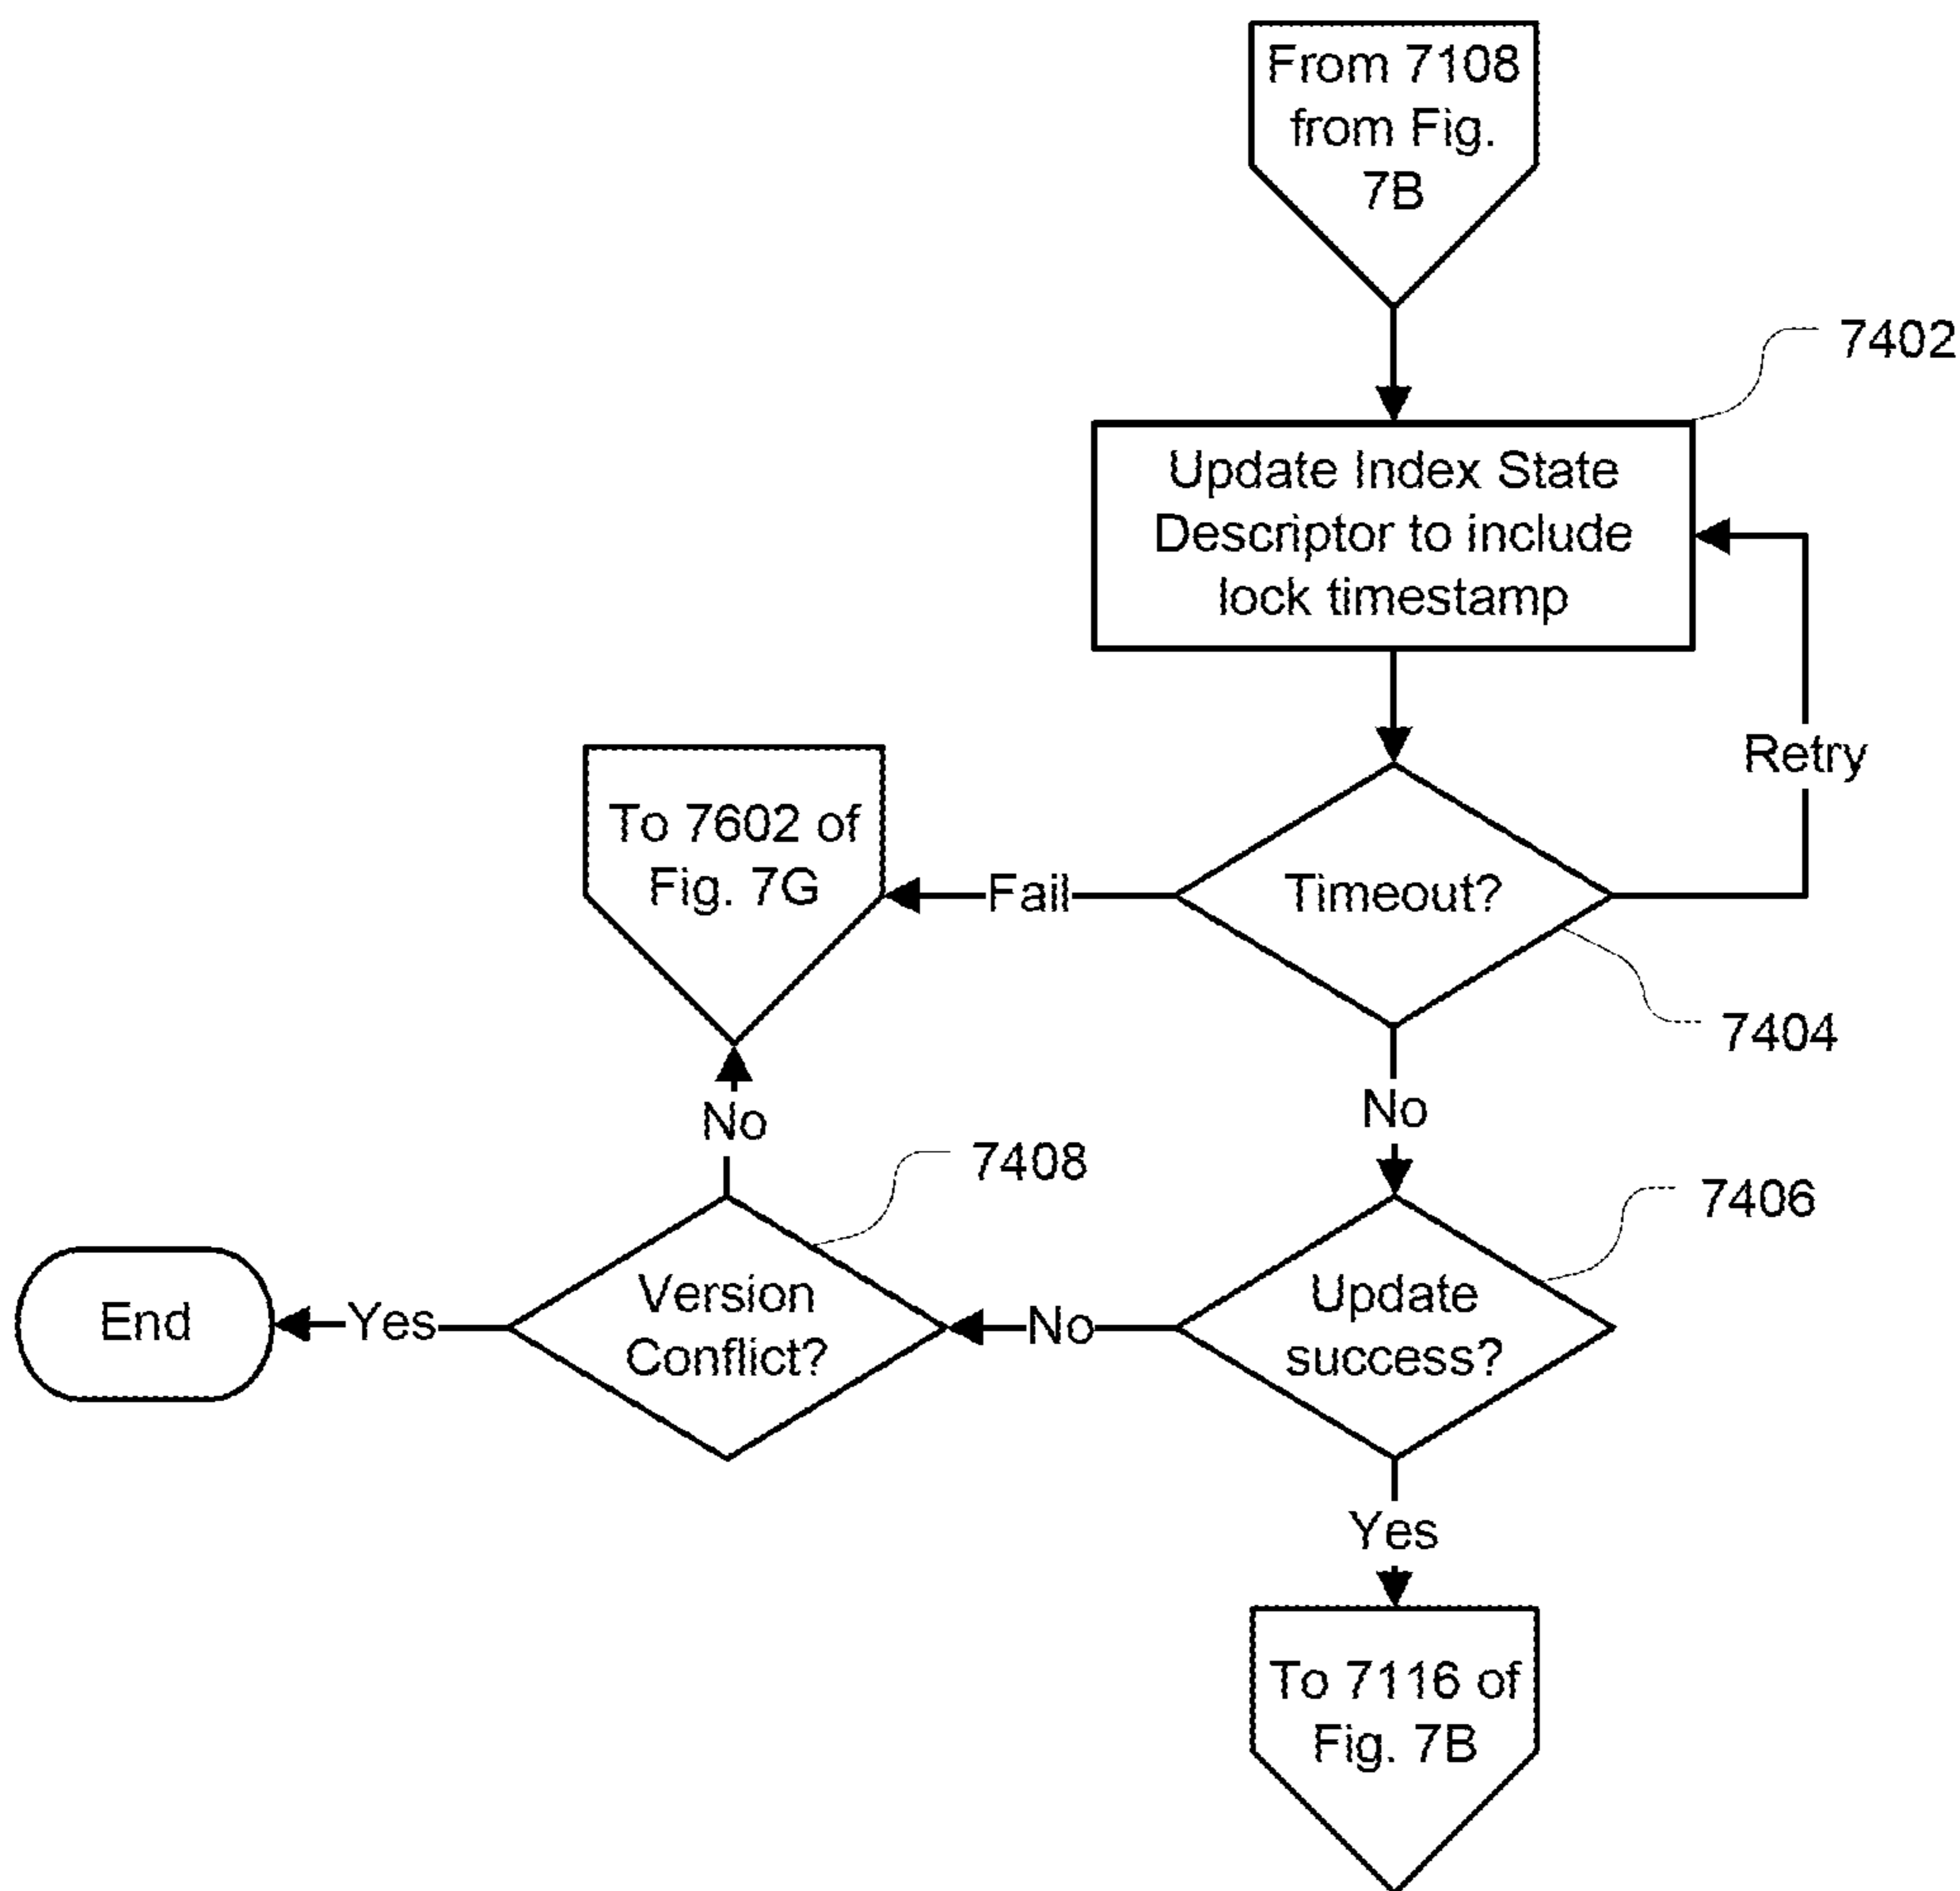 From 7108
from Fig.
7B
7402
Update Index State
Descriptor to include
lock timestamp
Retry
To 7602 of
Fig. 7G
Fail
Timeout?
7404
No
No
7408
7406
End
Yes
Version
Conflict?
No
Update
success?
Yes
To 7116 of
Fig. 7B